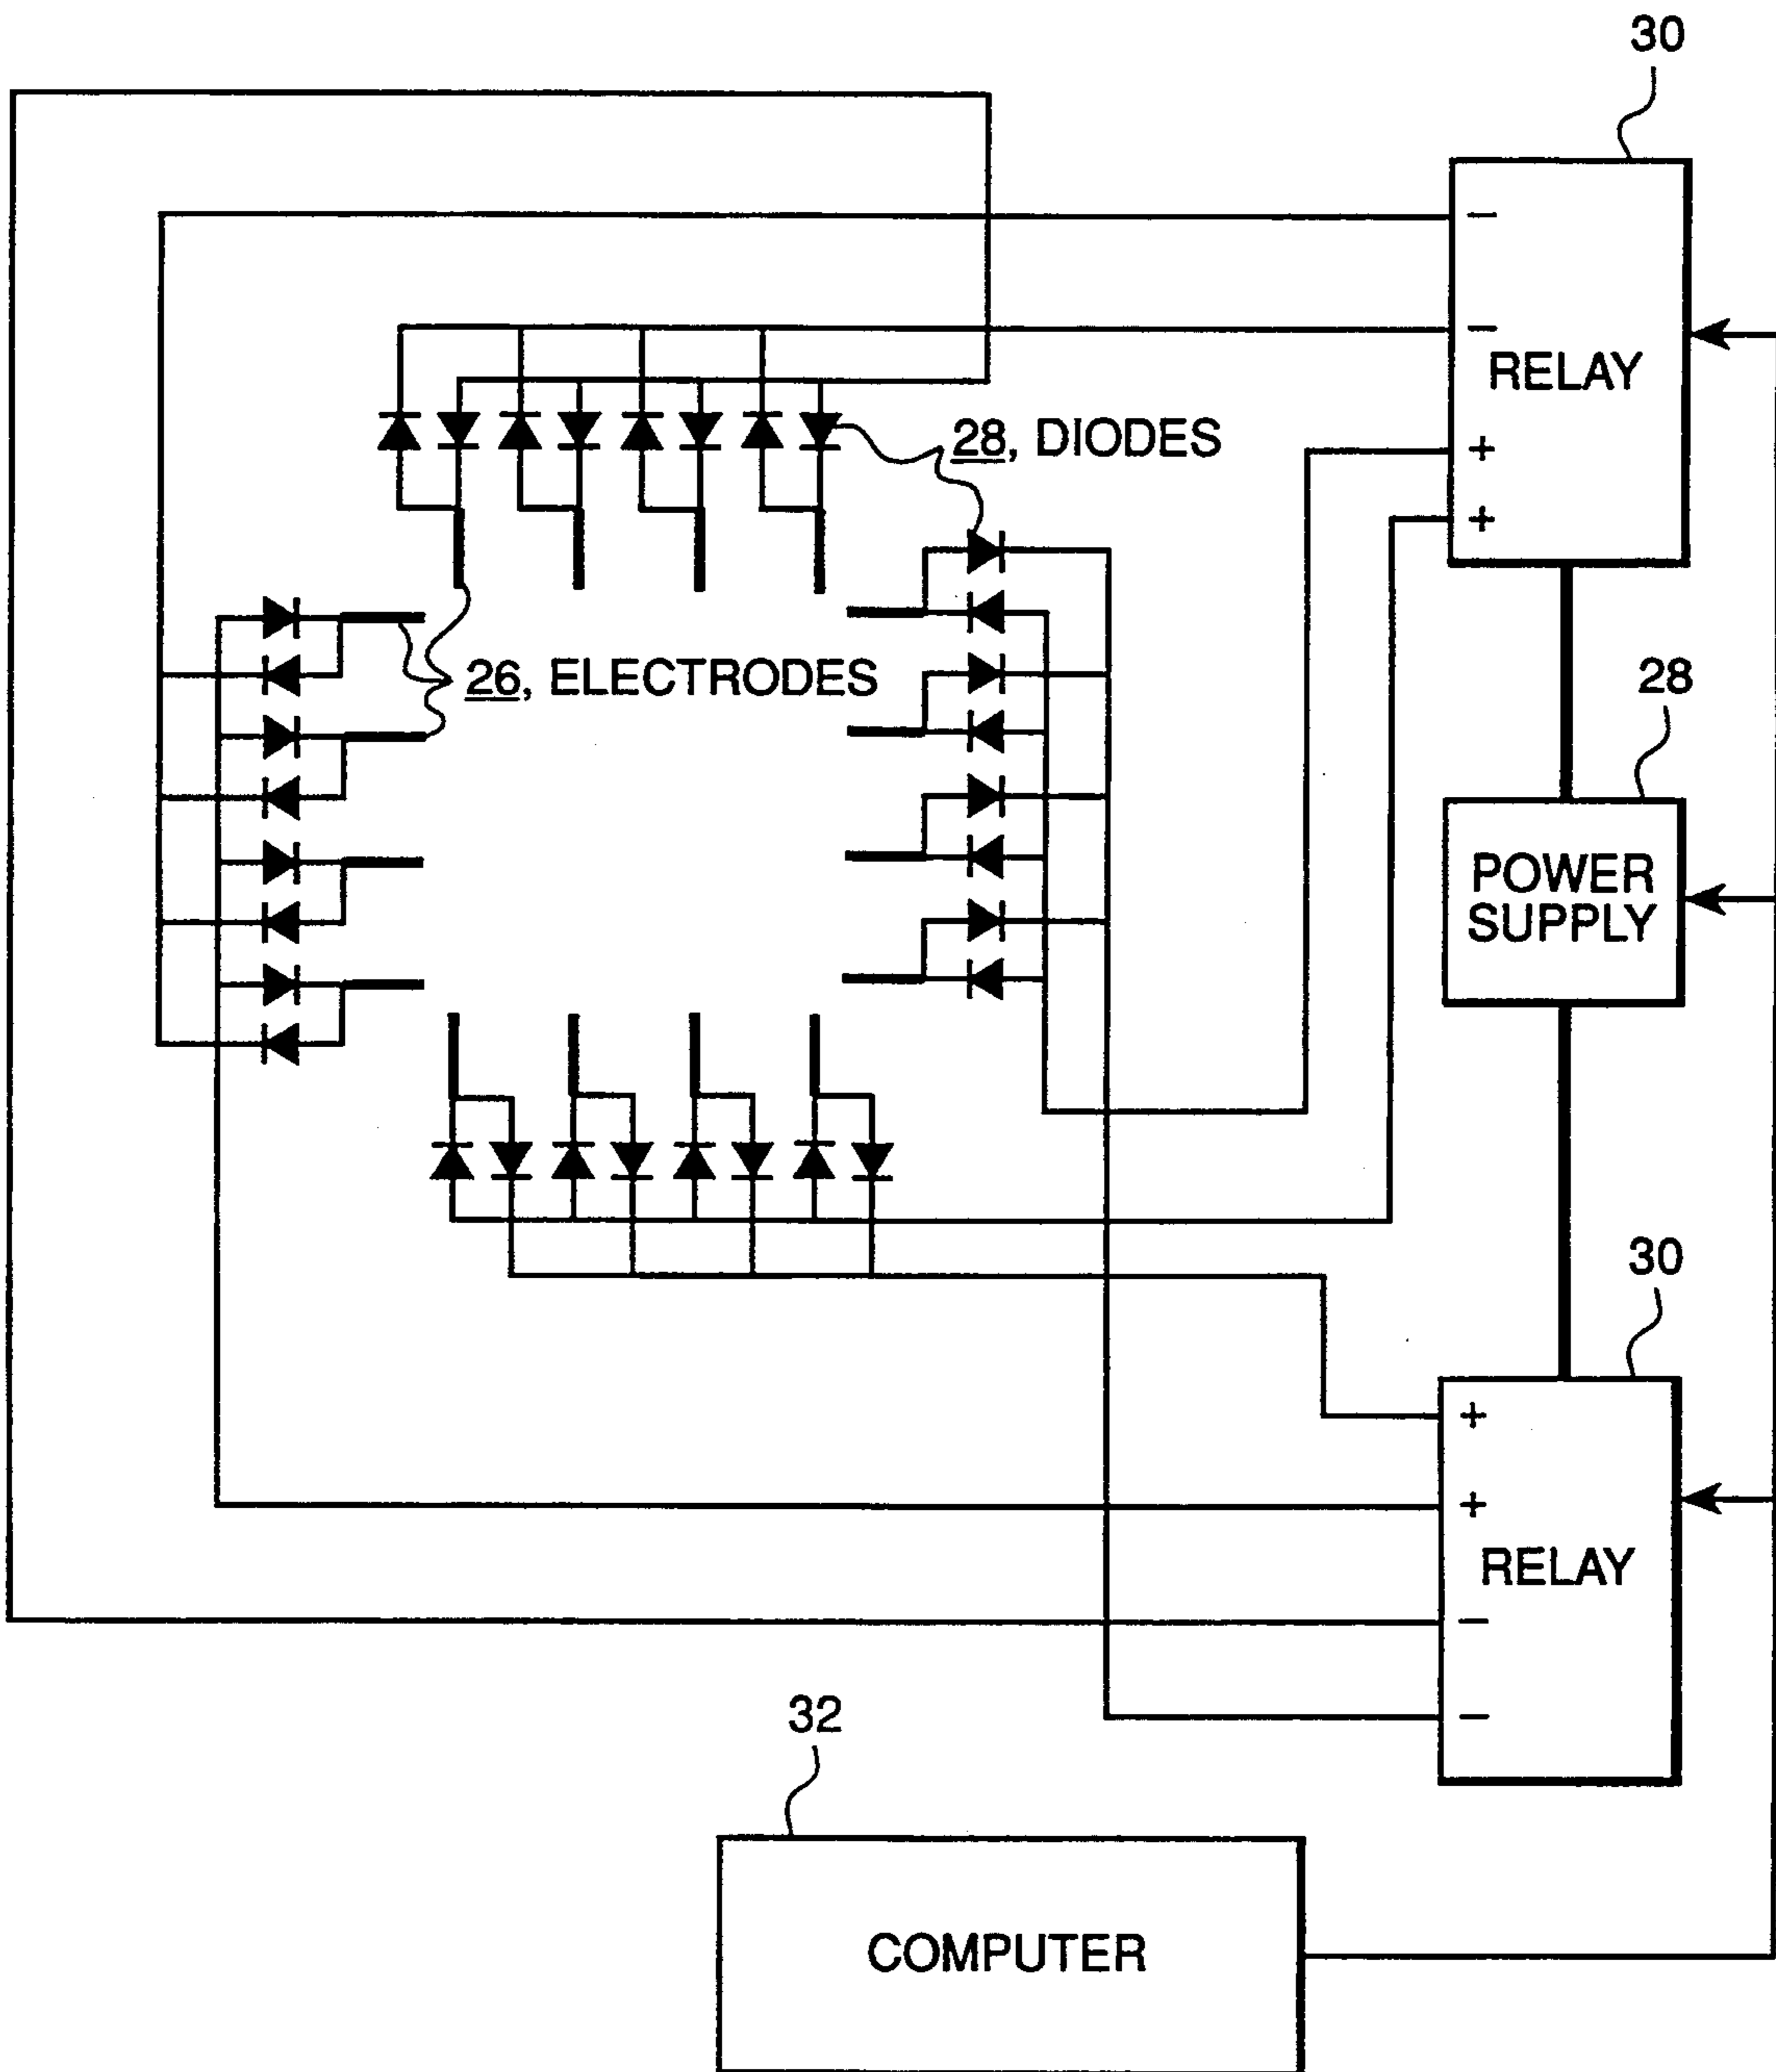 30
−
−
RELAY
+
+
28, DIODES
26, ELECTRODES
28
POWER
SUPPLY
30
+
+
RELAY
−
−
32
COMPUTER